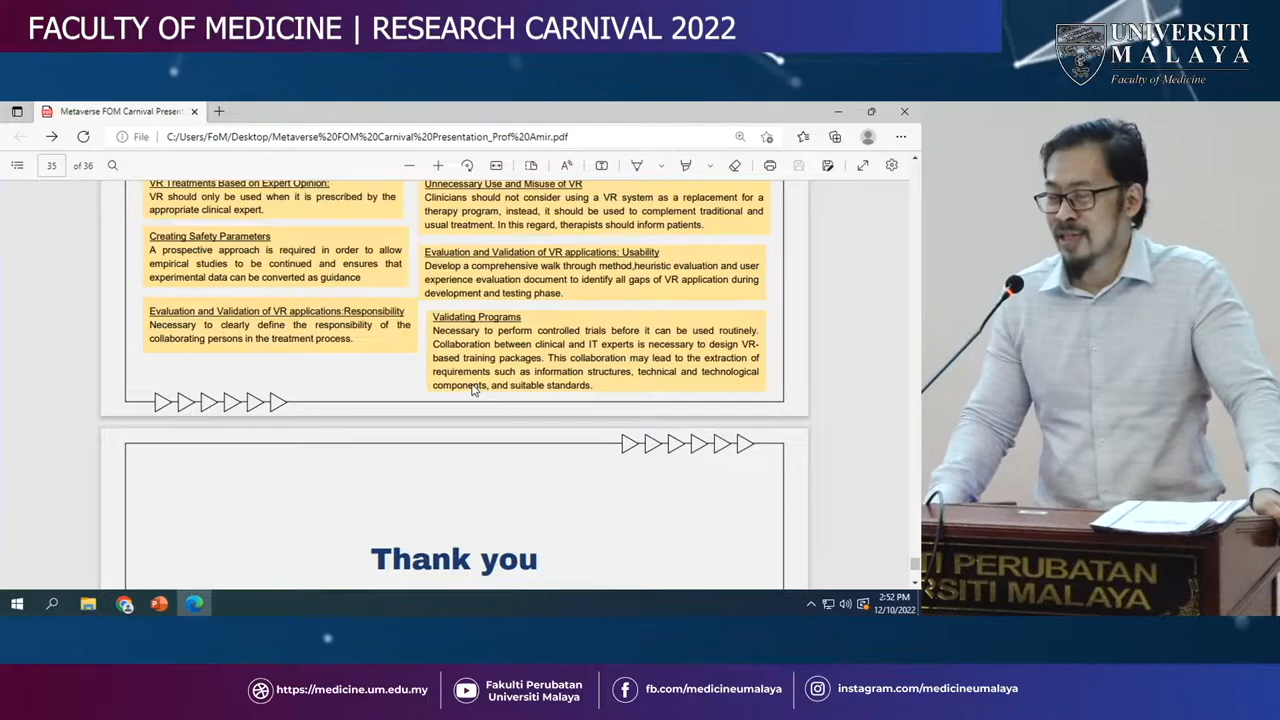 FACULTY OF MEDICINE | RESEARCH CARNIVAL 2022
UNIVERSITI
MALAYA
Faculty of Medicine
Metaverse FOM Carnival Present
File
C:/Users/FoM/Desktop/Metaverse%20FOM%20Carnival%20Presentation_Prof%20Amir.pdf
35 of 36
VR Treatments Based on Expert Opinion:
VR should only be used when it is prescribed by the
appropriate clinical expert.
Creating Safety Parameters
A prospective approach is required in order to allow
empirical studies to be continued and ensures that
experimental data can be converted as guidance
Evaluation and Validation of VR applications:Responsibility
Necessary to clearly define the responsibility of the
collaborating persons in the treatment process.
Unnecessary Use and Misuse of VR
Clinicians should not consider using a VR system as a replacement for a
therapy program, instead, it should be used to complement traditional and
usual treatment. In this regard, therapists should inform patients.
Evaluation and Validation of VR applications: Usability
Develop a comprehensive walk through method,heuristic evaluation and user
experience evaluation document to identify all gaps of VR application during
development and testing phase.
Validating Programs
Necessary to perform controlled trials before it can be used routinely.
Collaboration between clinical and IT experts is necessary to design VR-
based training packages. This collaboration may lead to the extraction of
requirements such as information structures, technical and technological
components, and suitable standards.
Thank you
2:52 PM
12/10/2022
TI PERUBATAN
RSITI MALAYA
https://medicine.um.edu.my
Fakulti Perubatan
Universiti Malaya
fb.com/medicineumalaya
instagram.com/medicineumalaya